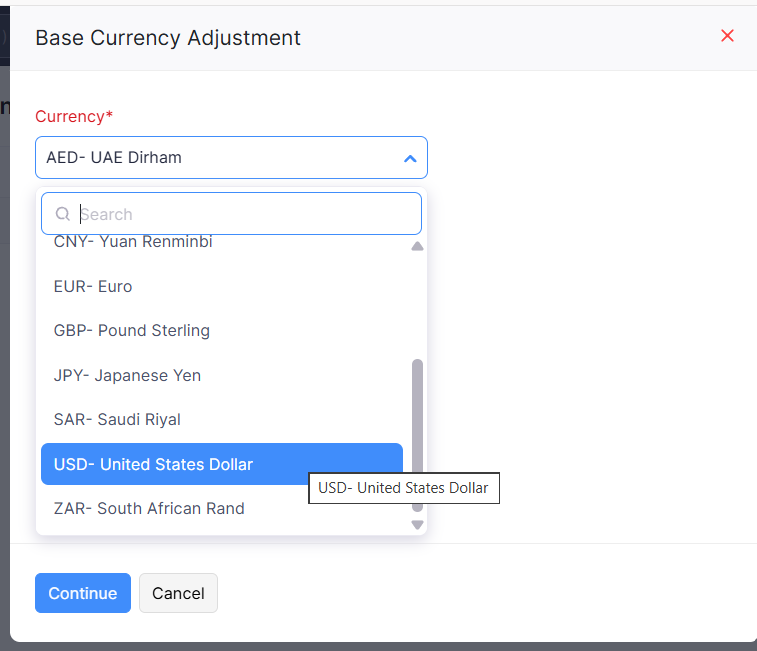 Base Currency Adjustment
Currency*
AED- UAE Dirham
Search
CNY- Yuan Renminbi
EUR- Euro
GBP- Pound Sterling
JPY- Japanese Yen
SAR- Saudi Riyal
USD- United States Dollar
USD- United States Dollar
ZAR- South African Rand
Continue
Cancel